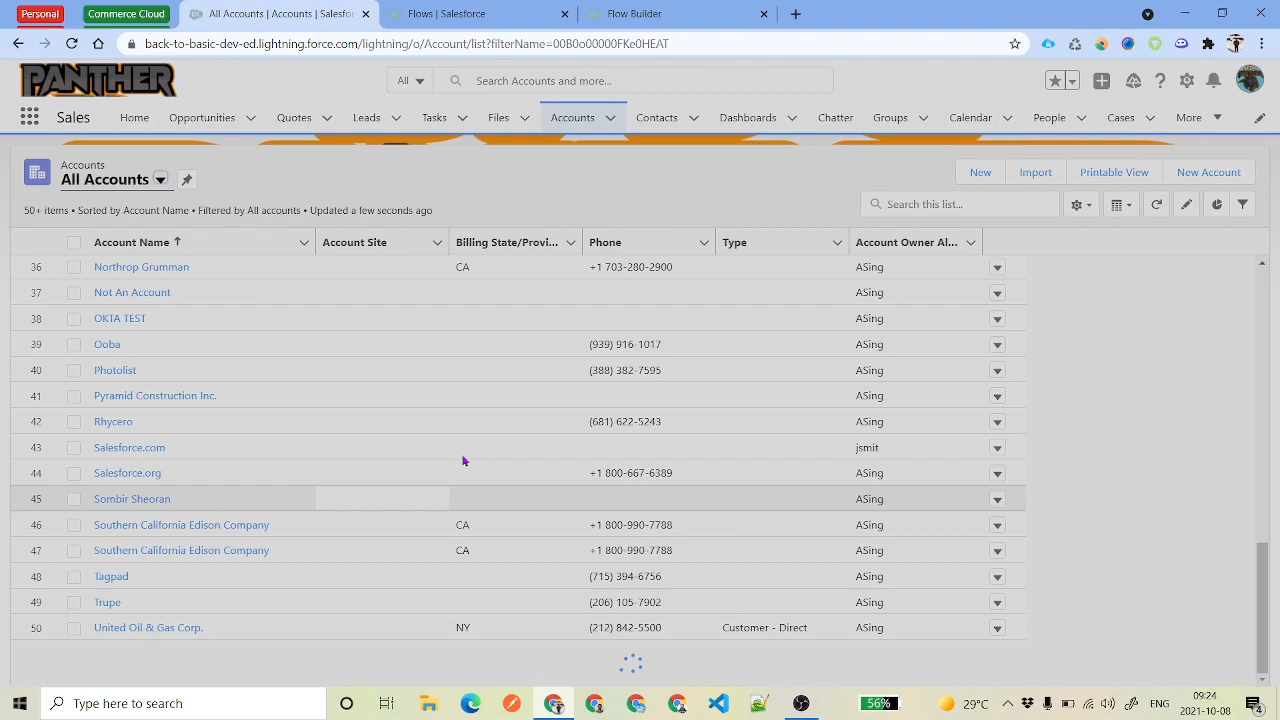 Personal
Commerce Cloud
All Accounts | Accounts | Salesfor
Flows | Salesforce
Flow Builder
back-to-basic-dev-ed.lightning.force.com/lightning/o/Account/list?filterName=00B0o00000FKe0HEAT
PANTHER
All
Search Accounts and more...
Sales
Home
Opportunities
Quotes
Leads
Tasks
Files
Accounts
Contacts
Dashboards
Chatter
Groups
Calendar
People
Cases
More
Accounts
All Accounts
New
Import
Printable View
New Account
50+ items • Sorted by Account Name • Filtered by All accounts • Updated a few seconds ago
Search this list...
Account Name
Account Site
Billing State/Provi...
Phone
Type
Account Owner Al...
36 Northrop Grumman CA +1 703-280-2900 ASing
37 Not An Account ASing
38 OKTA TEST ASing
39 Ooba (939) 916-1017 ASing
40 Photolist (388) 382-7595 ASing
41 Pyramid Construction Inc. ASing
42 Rhycero (681) 622-5243 ASing
43 Salesforce.com jsmit
44 Salesforce.org +1 800-667-6389 ASing
45 Sombir Sheoran ASing
46 Southern California Edison Company CA +1 800-990-7788 ASing
47 Southern California Edison Company CA +1 800-990-7788 ASing
48 Tagpad (715) 394-6756 ASing
49 Trupe (206) 105-7902 ASing
50 United Oil & Gas Corp. NY (212) 842-5500 Customer - Direct ASing
Type here to search
56%
29°C
ENG
09:24
2021-10-08
4